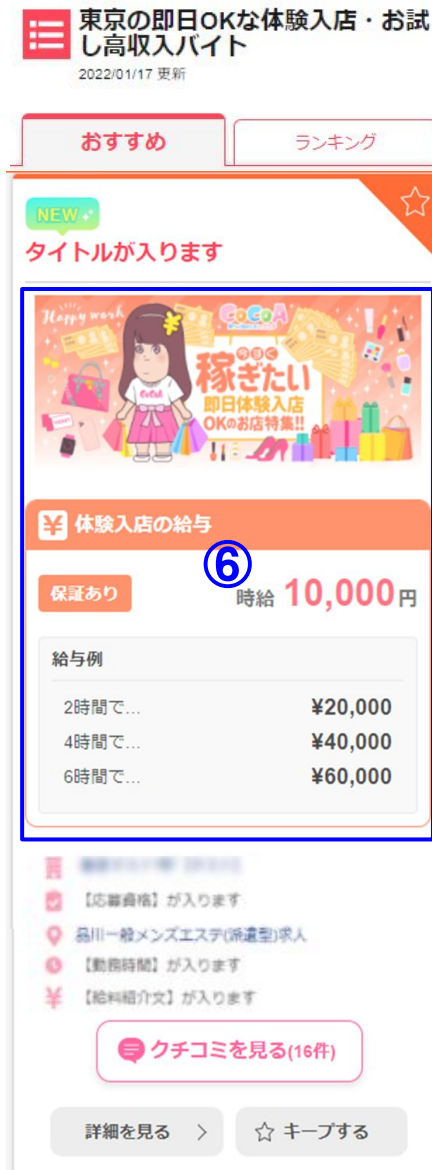 東京の即日OKな体験入店・お試
し高収入バイト
2022/01/17 更新
おすすめ
ランキング
NEW
タイトルが入ります
Happy work
CoCoA
今すぐ
稼ぎたい
即日体験入店
OKのお店特集!!
CoCoA
¥ 体験入店の給与
⑥
保証あり
時給 10,000円
給与例
2時間で... ¥20,000
4時間で... ¥40,000
6時間で... ¥60,000
【応募資格】が入ります
品川一般メンズエステ(派遣型)求人
【勤務時間】が入ります
¥ 【給料紹介文】が入ります
クチコミを見る(16件)
詳細を見る
キープする